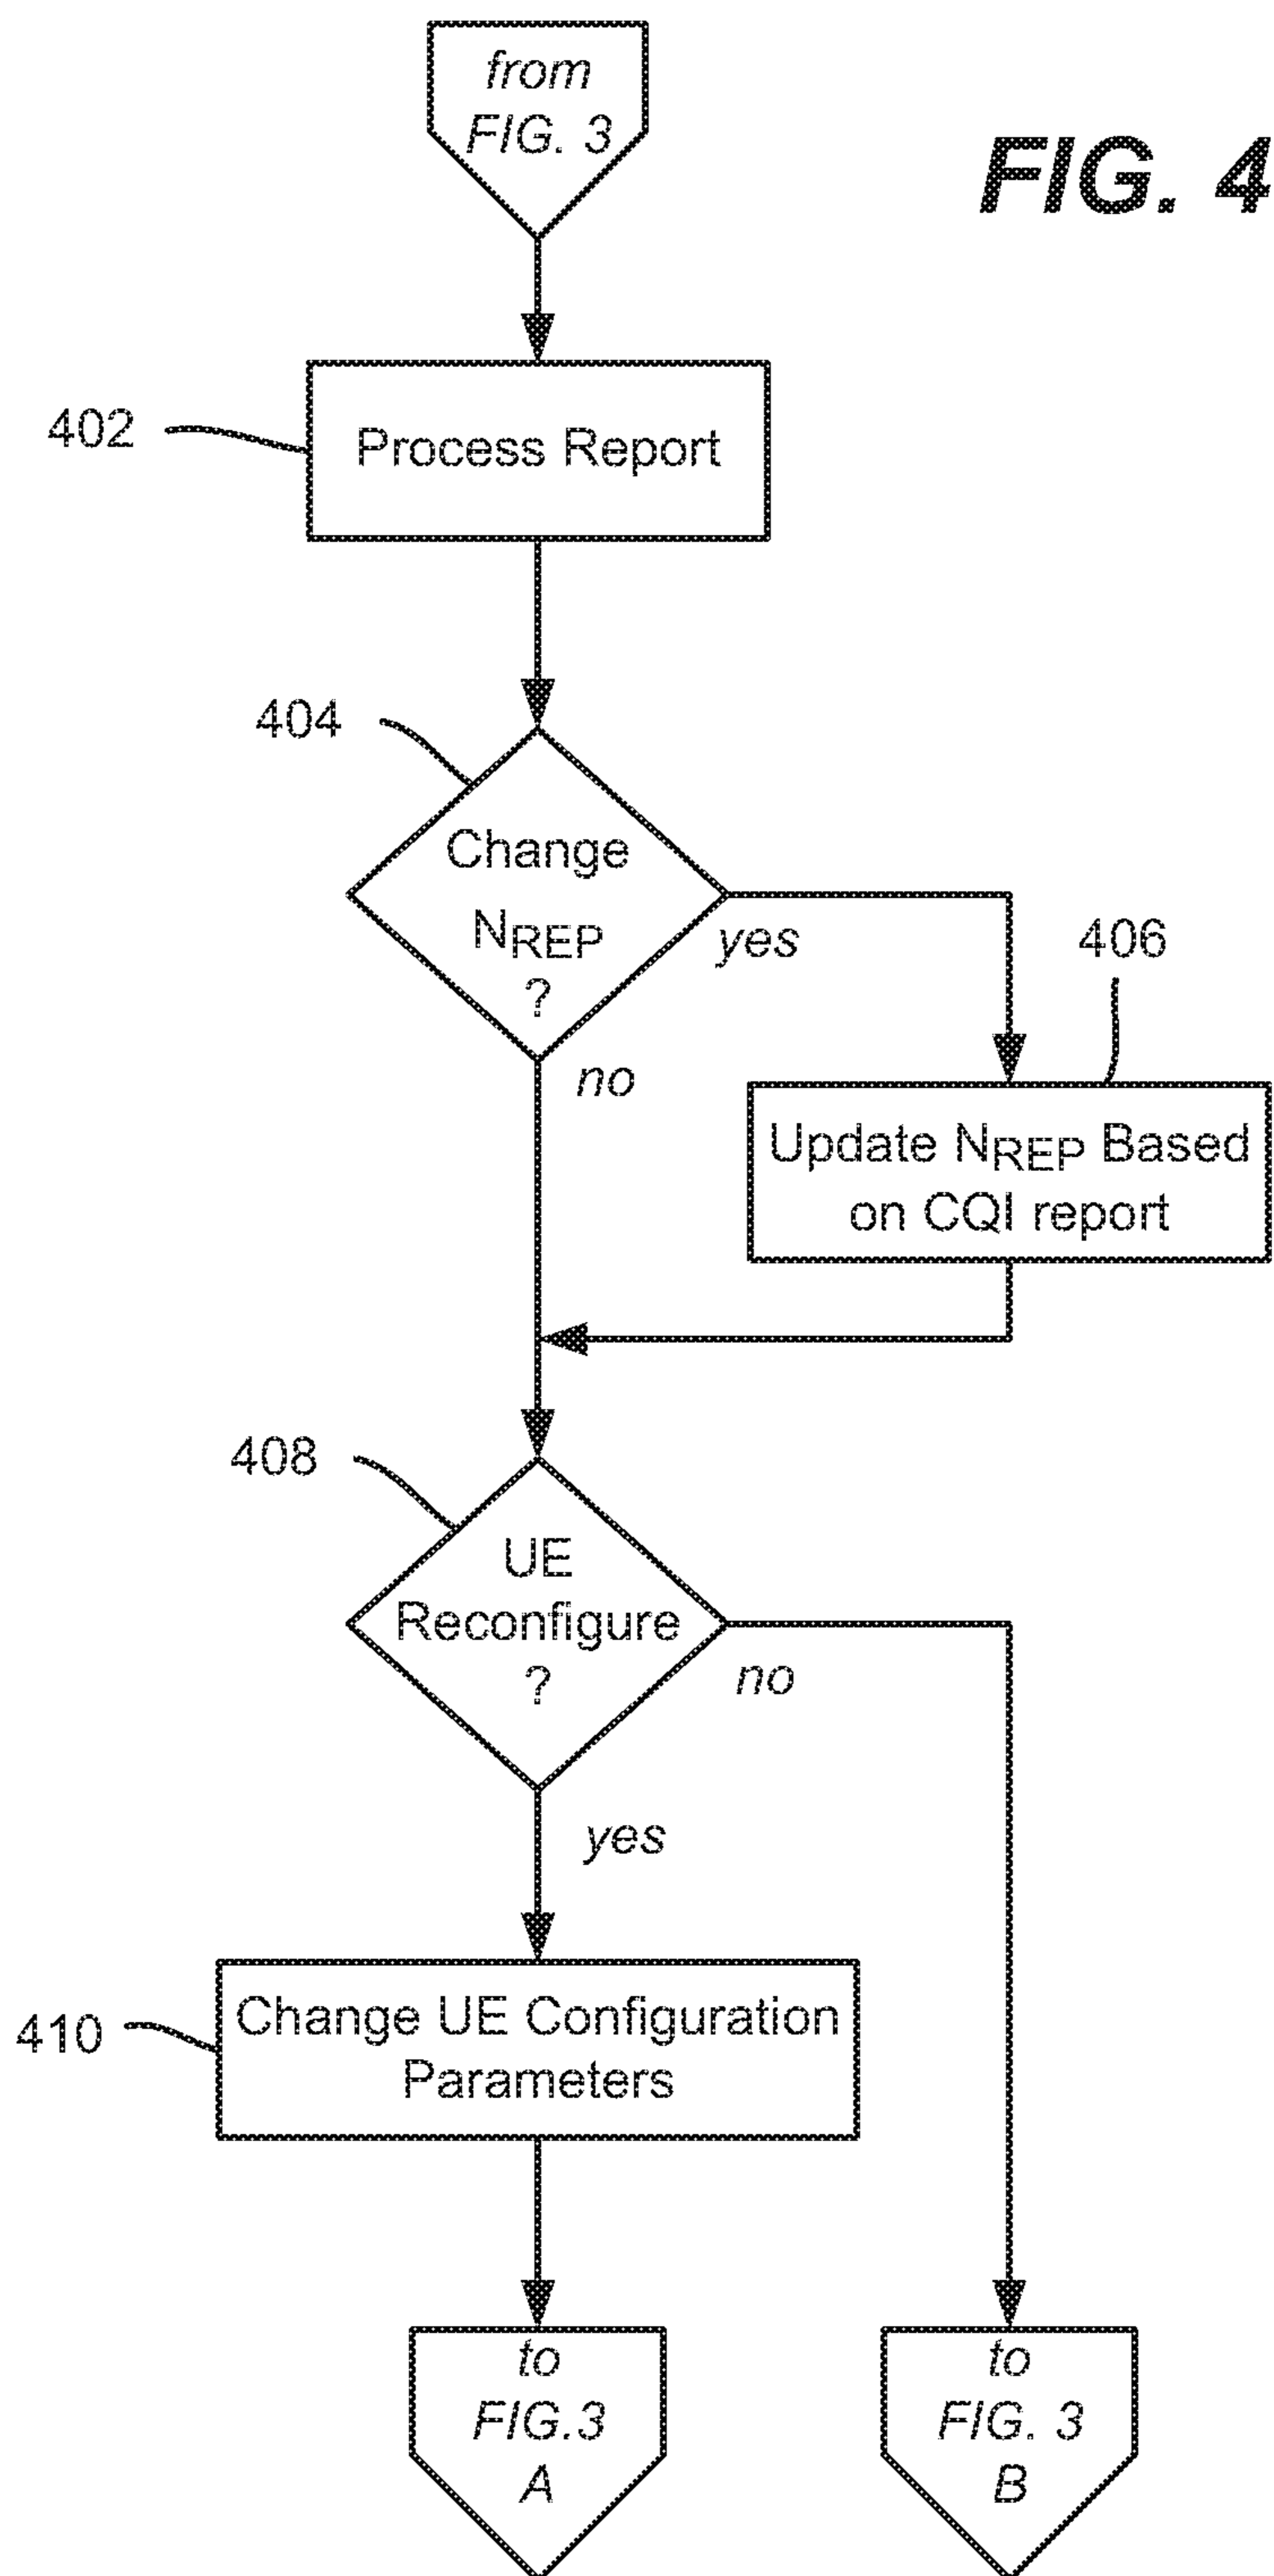 from
FIG. 3
FIG. 4
402
Process Report
404
Change
NREP
?
yes
no
406
Update NREP Based
on CQI report
408
UE
Reconfigure
?
no
yes
410
Change UE Configuration
Parameters
to
FIG.3
A
to
FIG. 3
B